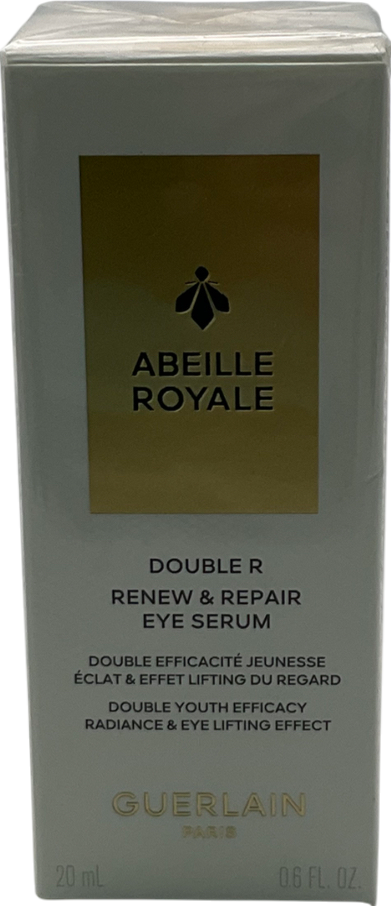 ABEILLE
ROYALE
DOUBLE R
RENEW & REPAIR
EYE SERUM
DOUBLE EFFICACITÉ JEUNESSE
ÉCLAT & EFFET LIFTING DU REGARD
DOUBLE YOUTH EFFICACY
RADIANCE & EYE LIFTING EFFECT
GUERLAIN
PARIS
20 mL 0.6 FL. OZ.